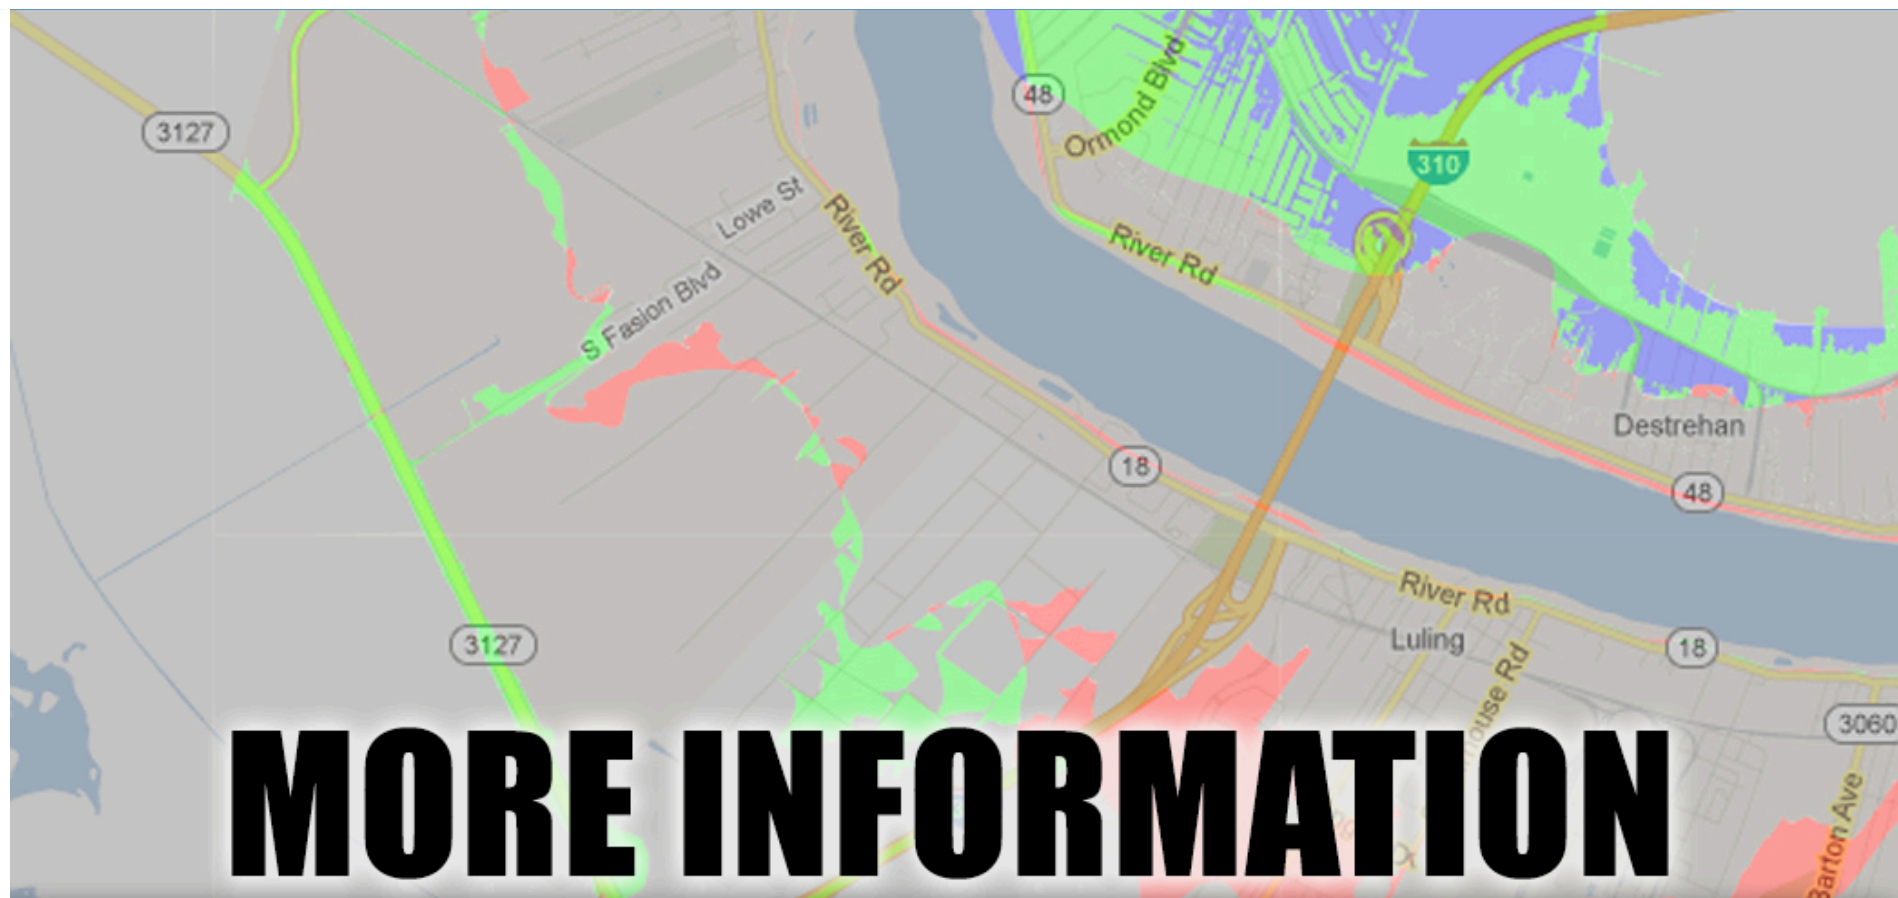 48
Ormond Blvd
3127
310
Lowe St
River Rd
River Rd
S Fasion Blvd
Destrehan
18
48
River Rd
Luling
3127
18
3060
Barton Ave
MORE INFORMATION